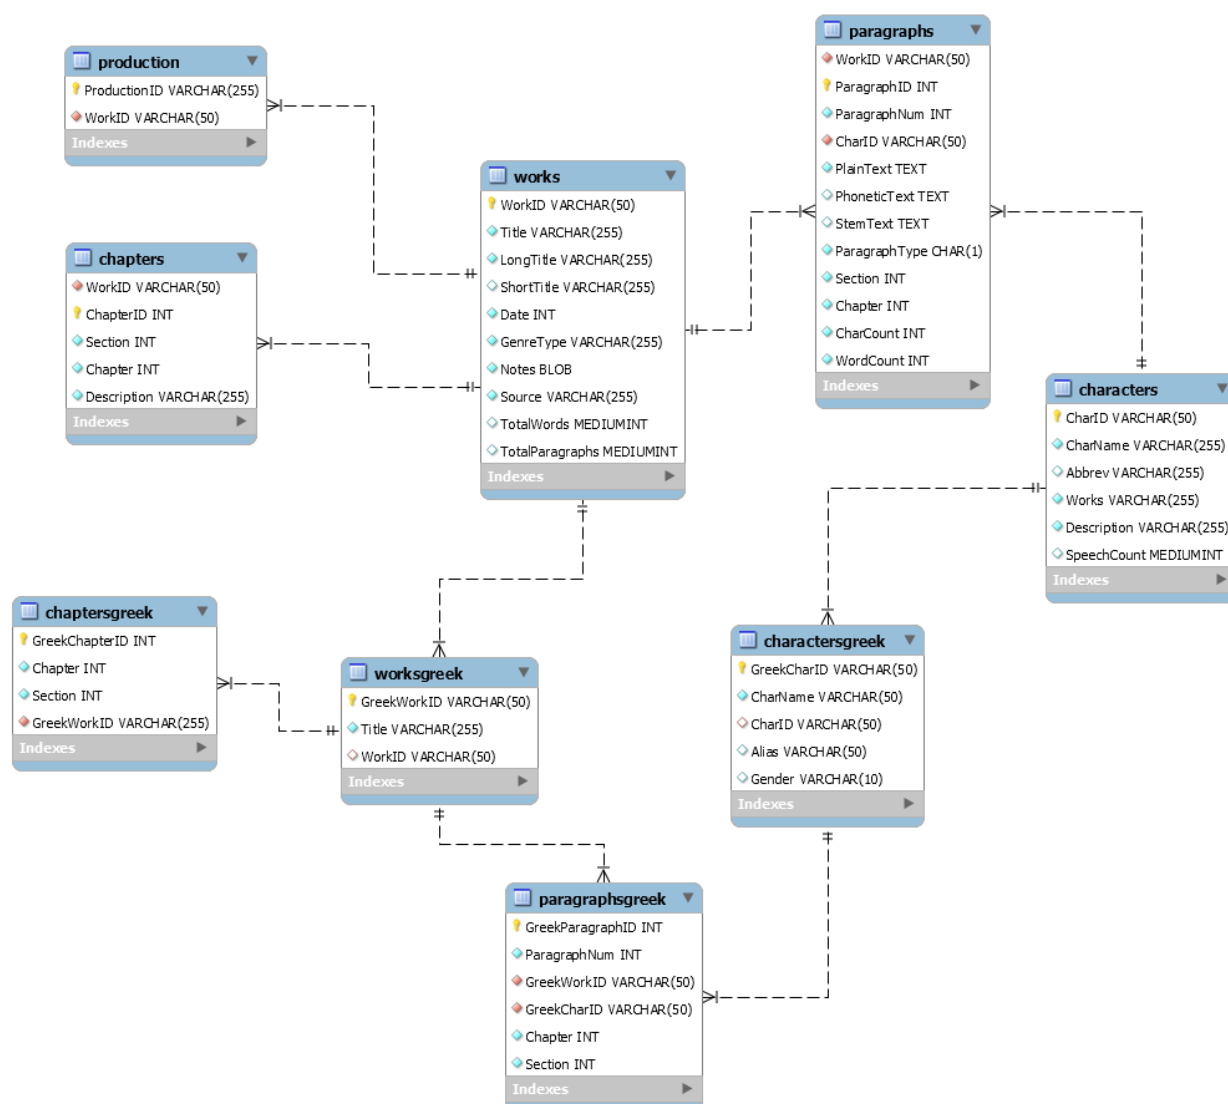 production
ProductionID VARCHAR(255)
WorkID VARCHAR(50)
Indexes
chapters
WorkID VARCHAR(50)
ChapterID INT
Section INT
Chapter INT
Description VARCHAR(255)
Indexes
works
WorkID VARCHAR(50)
Title VARCHAR(255)
LongTitle VARCHAR(255)
ShortTitle VARCHAR(255)
Date INT
GenreType VARCHAR(255)
Notes BLOB
Source VARCHAR(255)
TotalWords MEDIUMINT
TotalParagraphs MEDIUMINT
Indexes
paragraphs
WorkID VARCHAR(50)
ParagraphID INT
ParagraphNum INT
CharID VARCHAR(50)
PlainText TEXT
PhoneticText TEXT
StemText TEXT
ParagraphType CHAR(1)
Section INT
Chapter INT
CharCount INT
WordCount INT
Indexes
characters
CharID VARCHAR(50)
CharName VARCHAR(255)
Abbrev VARCHAR(255)
Works VARCHAR(255)
Description VARCHAR(255)
SpeechCount MEDIUMINT
Indexes
chaptersgreek
GreekChapterID INT
Chapter INT
Section INT
GreekWorkID VARCHAR(255)
Indexes
worksgreek
GreekWorkID VARCHAR(50)
Title VARCHAR(255)
WorkID VARCHAR(50)
Indexes
charactersgreek
GreekCharID VARCHAR(50)
CharName VARCHAR(50)
CharID VARCHAR(50)
Alias VARCHAR(50)
Gender VARCHAR(10)
Indexes
paragraphsgreek
GreekParagraphID INT
ParagraphNum INT
GreekWorkID VARCHAR(50)
GreekCharID VARCHAR(50)
Chapter INT
Section INT
Indexes